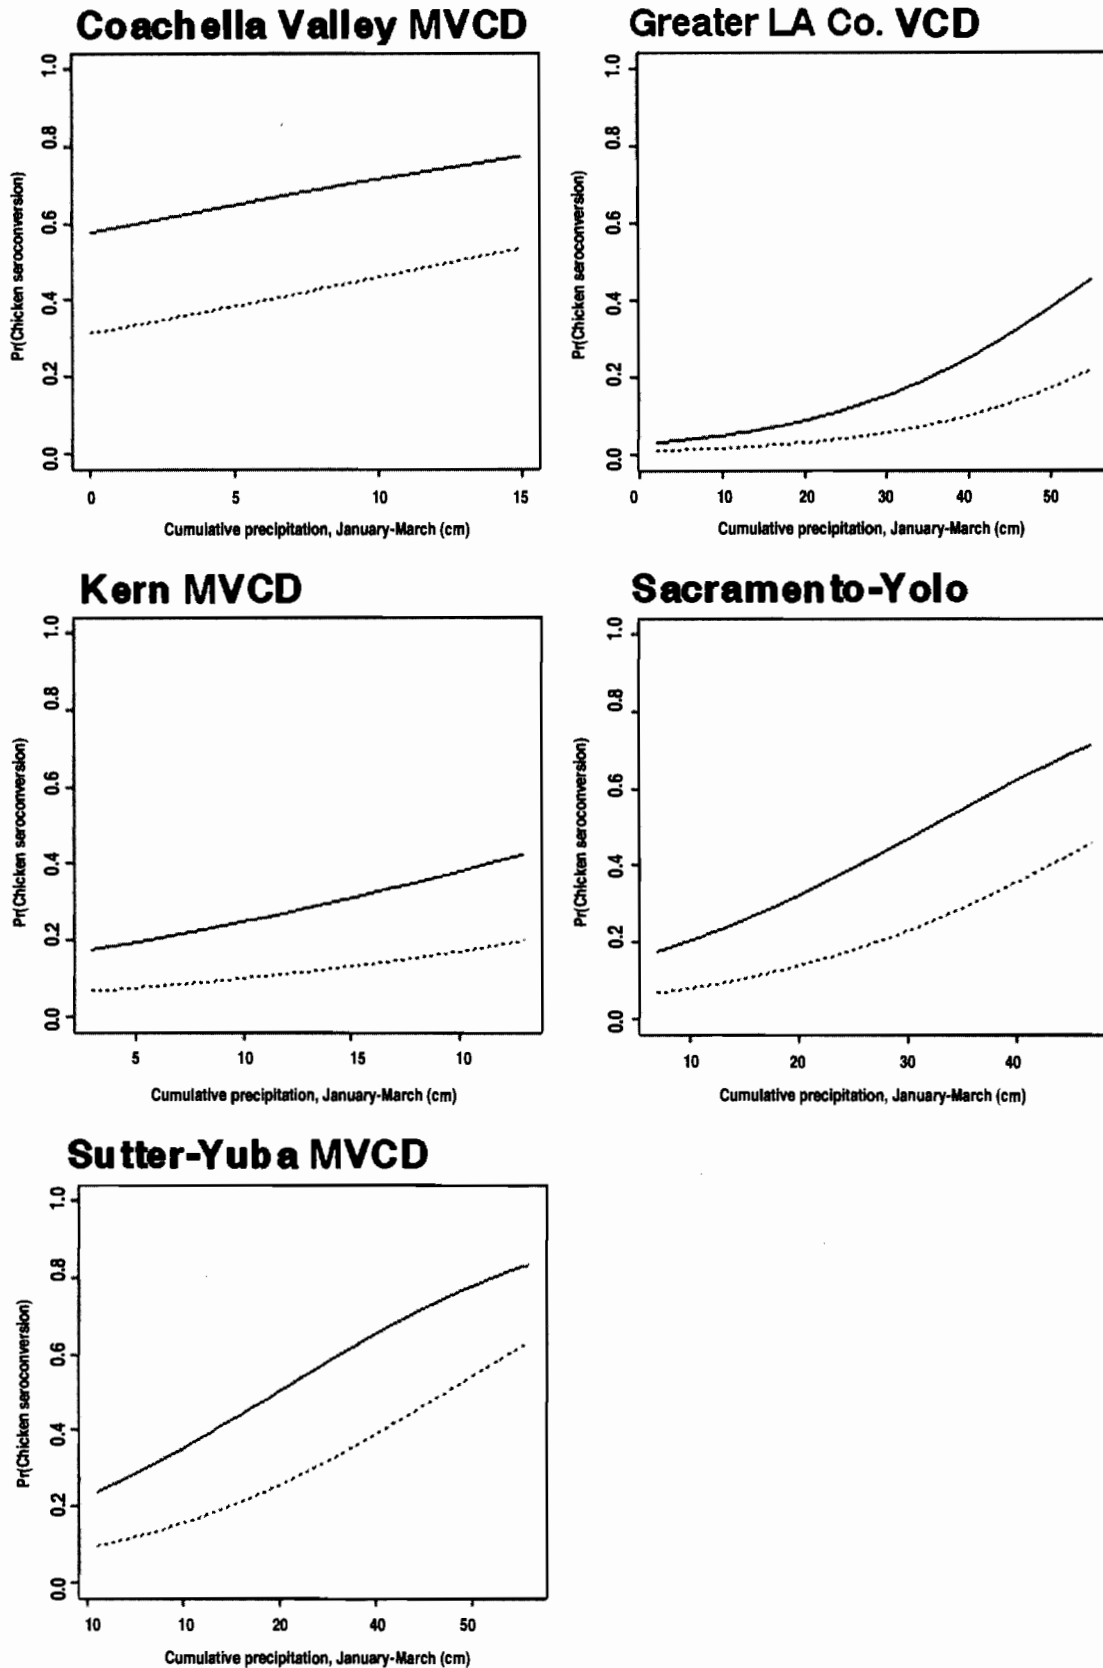 Coachella Valley MVCD
Pr(Chicken seroconversion)
1.0
0.8
0.6
0.4
0.2
0.0
0 5 10 15
Cumulative precipitation, January-March (cm)
Greater LA Co. VCD
Pr(Chicken seroconversion)
1.0
0.8
0.6
0.4
0.2
0.0
0 10 20 30 40 50
Cumulative precipitation, January-March (cm)
Kern MVCD
Pr(Chicken seroconversion)
1.0
0.8
0.6
0.4
0.2
0.0
5 10 15 10
Cumulative precipitation, January-March (cm)
Sacramento-Yolo
Pr(Chicken seroconversion)
1.0
0.8
0.6
0.4
0.2
0.0
10 20 30 40
Cumulative precipitation, January-March (cm)
Sutter-Yuba MVCD
Pr(Chicken seroconversion)
1.0
0.8
0.6
0.4
0.2
0.0
10 10 20 40 50
Cumulative precipitation, January-March (cm)